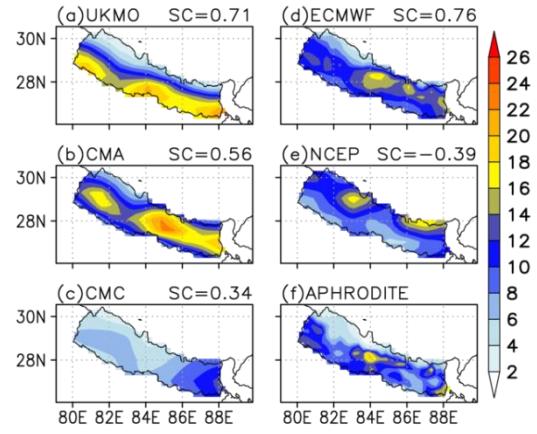 (a)UKMO SC=0.71
(d)ECMWF SC=0.76
30N
28N
(b)CMA SC=0.56
(e)NCEP SC=−0.39
30N
28N
(c)CMC SC=0.34
(f)APHRODITE
30N
28N
80E 82E 84E 86E 88E
80E 82E 84E 86E 88E
26
24
22
20
18
16
14
12
10
8
6
4
2